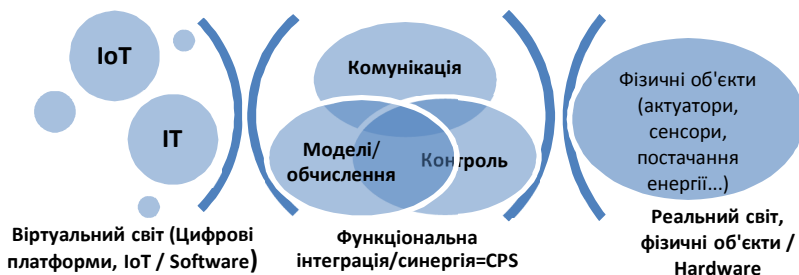 IoT
IT
Віртуальний світ (Цифрові
платформи, IoT / Software)
Комунікація
Моделі/
обчислення
Контроль
Функціональна
інтеграція/синергія=CPS
Фізичні об'єкти
(актуатори,
сенсори,
постачання
енергії...)
Реальний світ,
фізичні об'єкти /
Hardware